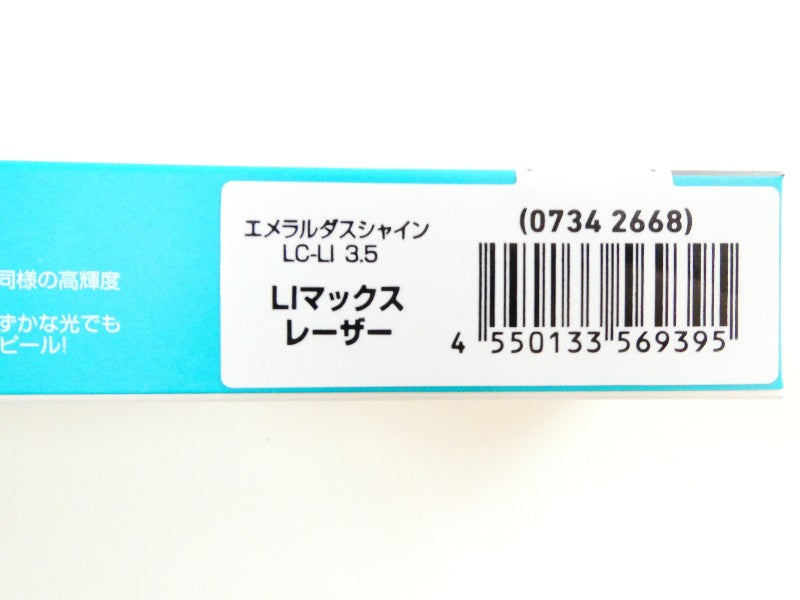 同様の高輝度
ずかな光でも
ピール!
エメラルダスシャイン
LC-LI 3.5
LIマックス
レーザー
(0734 2668)
4 550133 569395